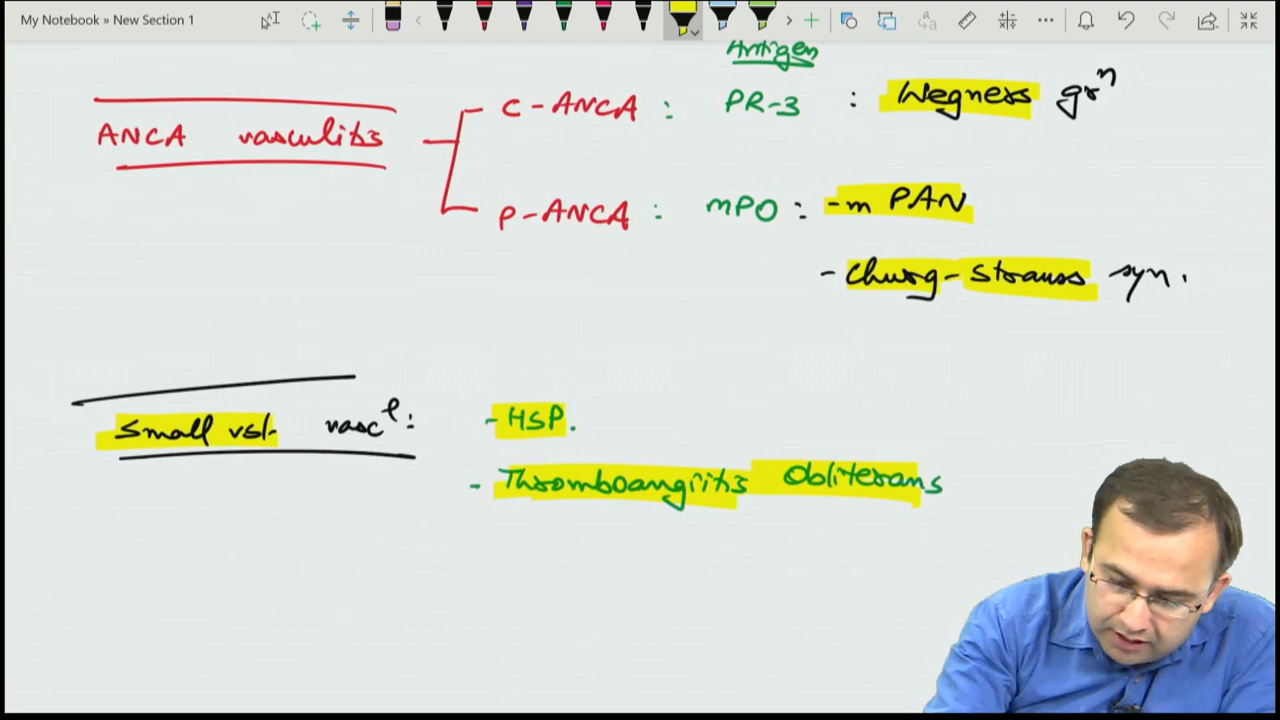 My Notebook » New Section 1
Antigen
C-ANCA : PR-3 : Wegness grⁿ
ANCA vasculitis
P-ANCA : MPO : -m PAN
- Churg-Strauss syn.
Small vsl. vascˡ: - HSP.
- Thromboangiitis Obliterans